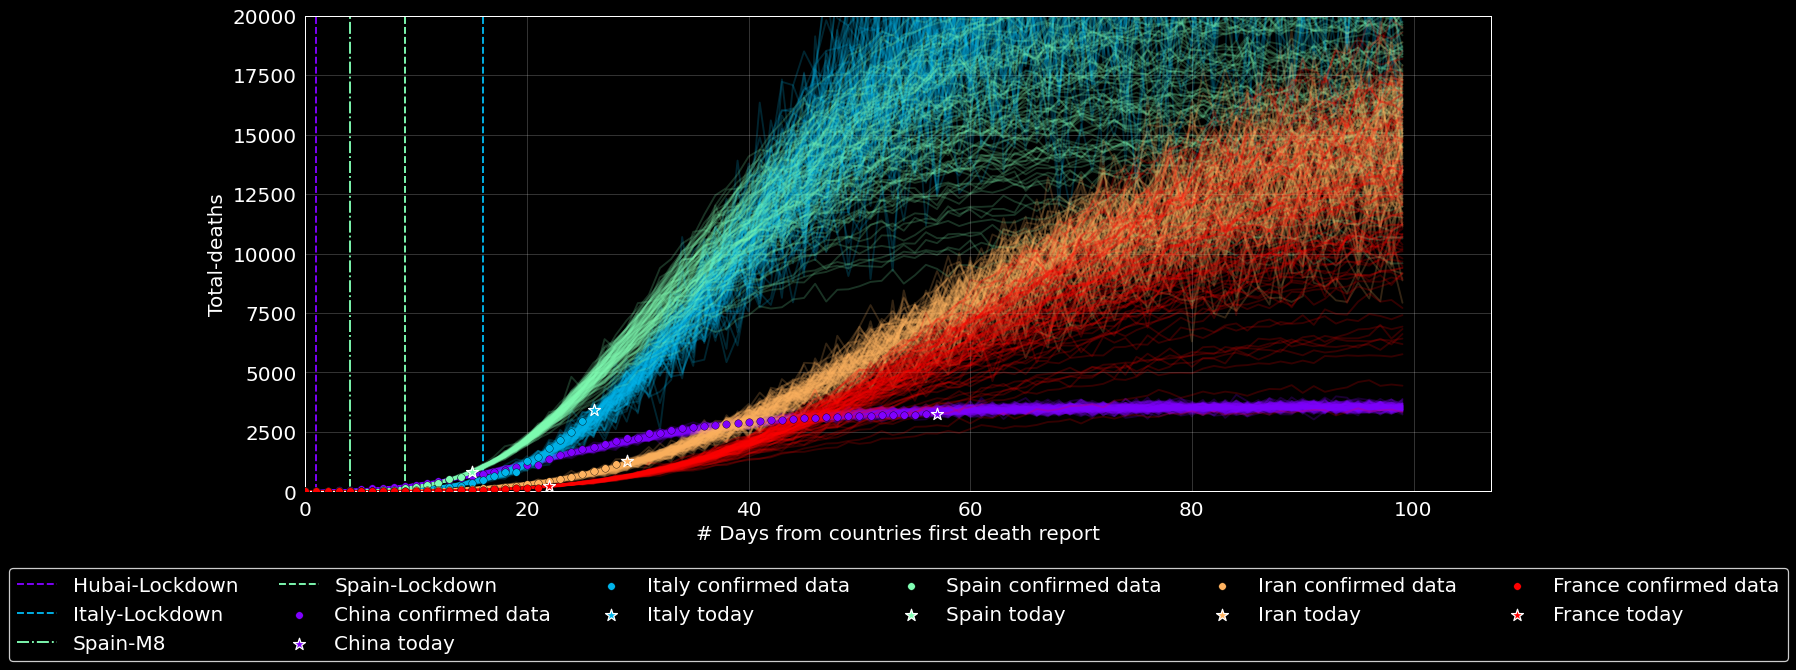 20000
17500
15000
12500
10000
7500
5000
2500
0
Total-deaths
0 20 40 60 80 100
# Days from countries first death report
Hubai-Lockdown Spain-Lockdown Italy confirmed data Spain confirmed data Iran confirmed data France confirmed data
Italy-Lockdown China confirmed data Italy today Spain today Iran today France today
Spain-M8 China today